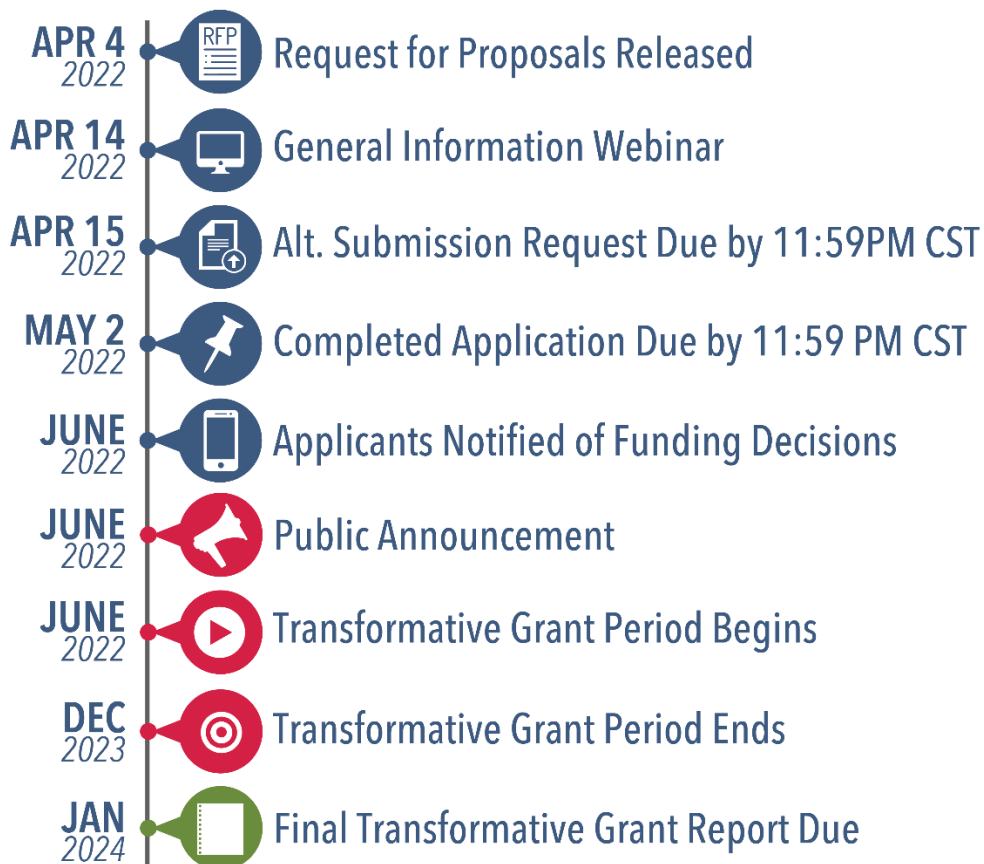 APR 4
2022
RFP
Request for Proposals Released
APR 14
2022
General Information Webinar
APR 15
2022
Alt. Submission Request Due by 11:59PM CST
MAY 2
2022
Completed Application Due by 11:59 PM CST
JUNE
2022
Applicants Notified of Funding Decisions
JUNE
2022
Public Announcement
JUNE
2022
Transformative Grant Period Begins
DEC
2023
Transformative Grant Period Ends
JAN
2024
Final Transformative Grant Report Due